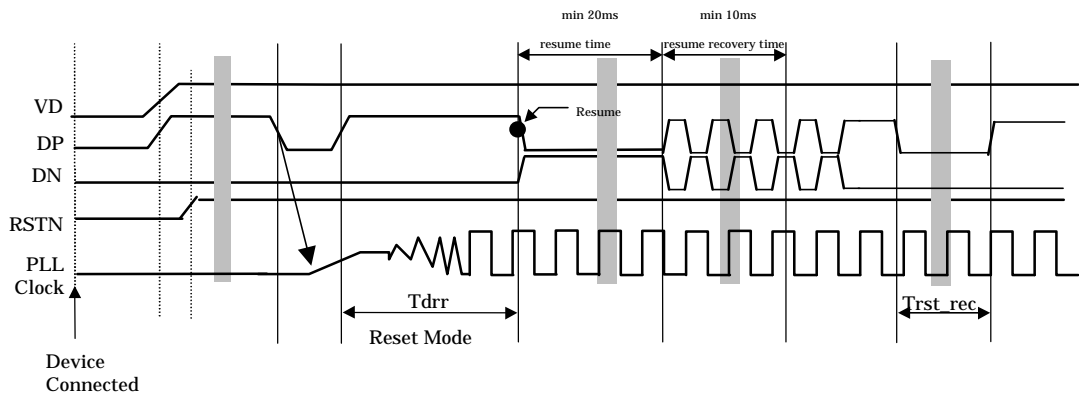 min 20ms
min 10ms
resume time
resume recovery time
VD
DP
Resume
DN
RSTN
PLL
Clock
Tdrr
Trst_rec
Reset Mode
Device
Connected